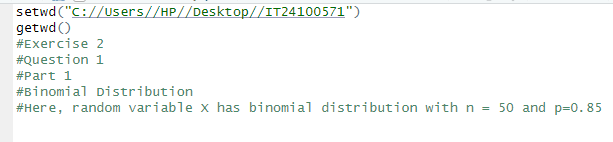 setwd("C://Users//HP//Desktop//IT24100571")
getwd()
#Exercise 2
#Question 1
#Part 1
#Binomial Distribution
#Here, random variable X has binomial distribution with n = 50 and p=0.85